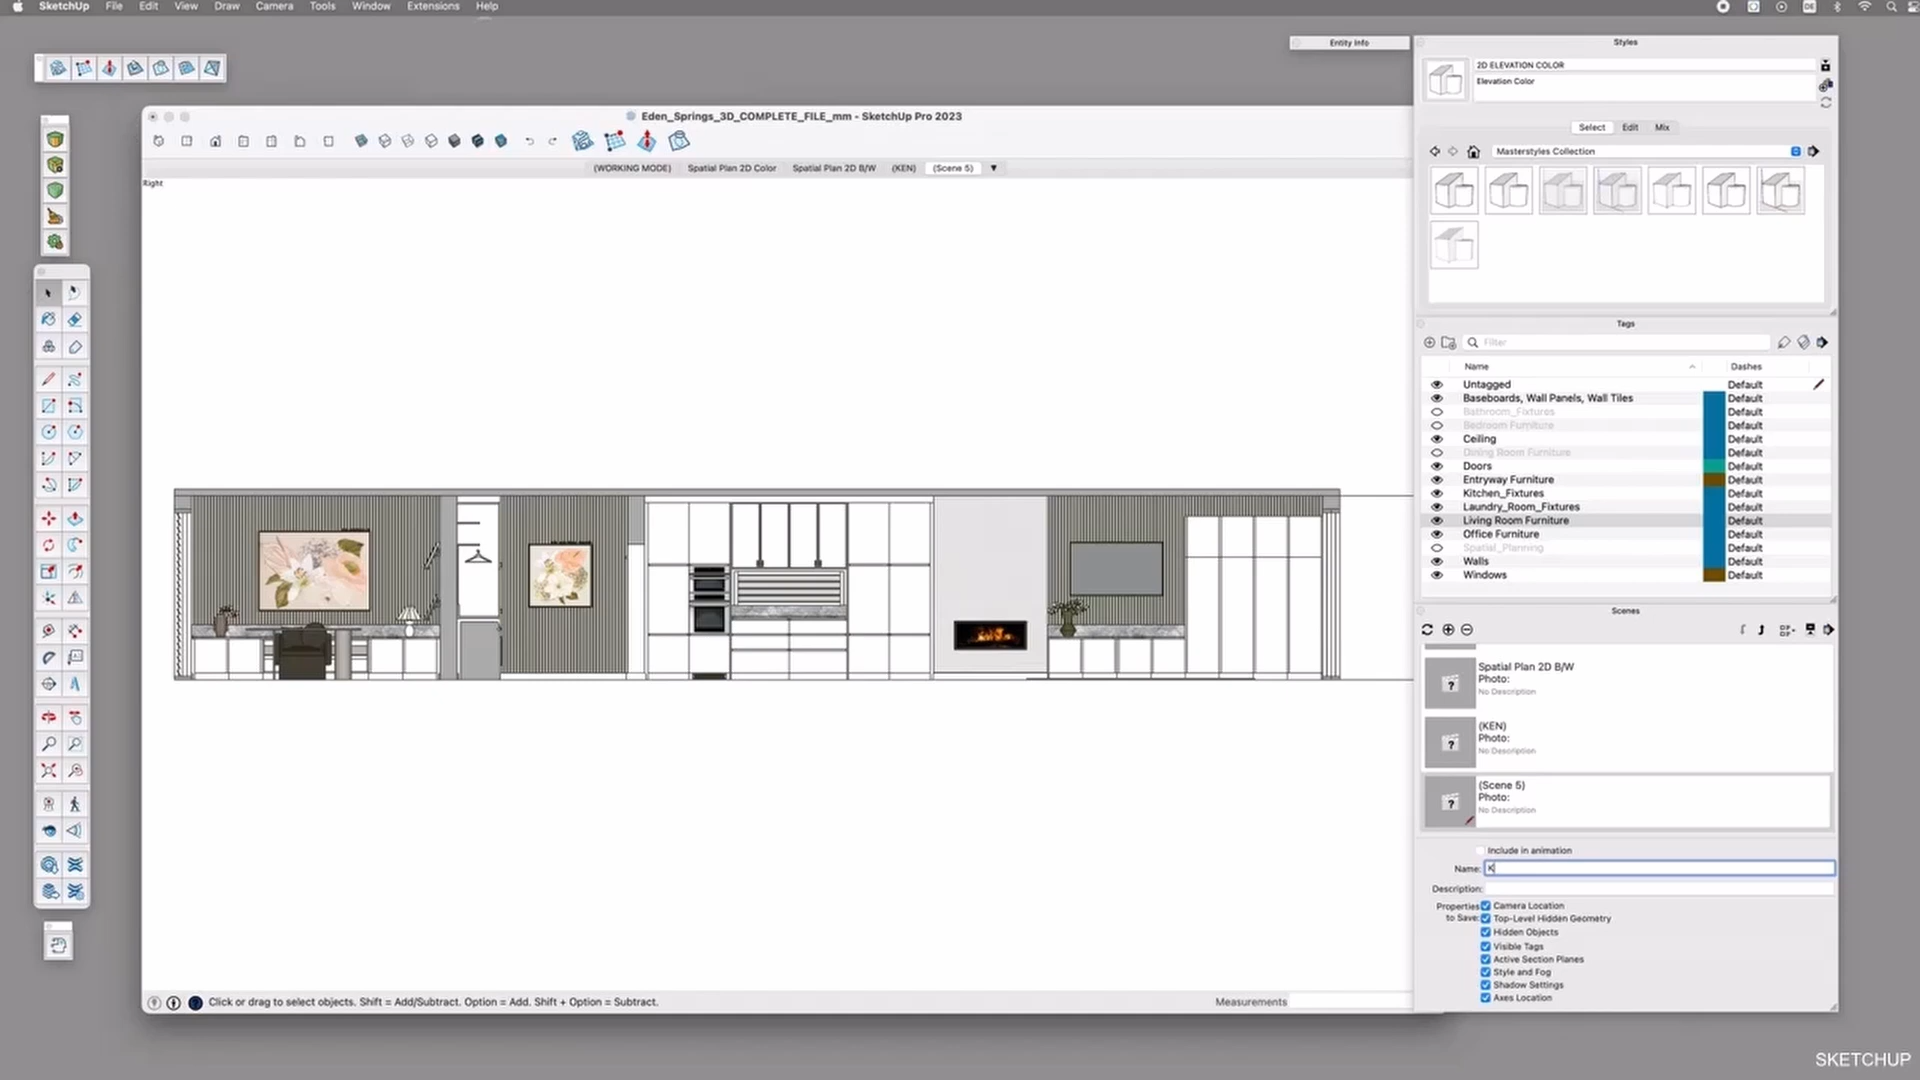 SketchUp File Edit View Draw Camera Tools Window Extensions Help
Entity Info
Styles
2D ELEVATION COLOR
Elevation Color
Select Edit Mix
Masterstyles Collection
Eden_Springs_3D_COMPLETE_FILE_mm - SketchUp Pro 2023
(WORKING MODE) Spatial Plan 2D Color Spatial Plan 2D B/W (KEN) (Scene 5)
Right
Tags
Filter
Name Dashes
Untagged Default
Baseboards, Wall Panels, Wall Tiles Default
Bathroom_Fixtures Default
Bedroom Furniture Default
Ceiling Default
Dining Room Furniture Default
Doors Default
Entryway Furniture Default
Kitchen_Fixtures Default
Laundry_Room_Fixtures Default
Living Room Furniture Default
Office Furniture Default
Spatial_Planning Default
Walls Default
Windows Default
Scenes
Spatial Plan 2D B/W
Photo:
No Description
(KEN)
Photo:
No Description
(Scene 5)
Photo:
No Description
Include in animation
Name: K
Description:
Properties to Save:
Camera Location
Top-Level Hidden Geometry
Hidden Objects
Visible Tags
Active Section Planes
Style and Fog
Shadow Settings
Axes Location
Click or drag to select objects. Shift = Add/Subtract. Option = Add. Shift + Option = Subtract.
Measurements
SKETCHUP